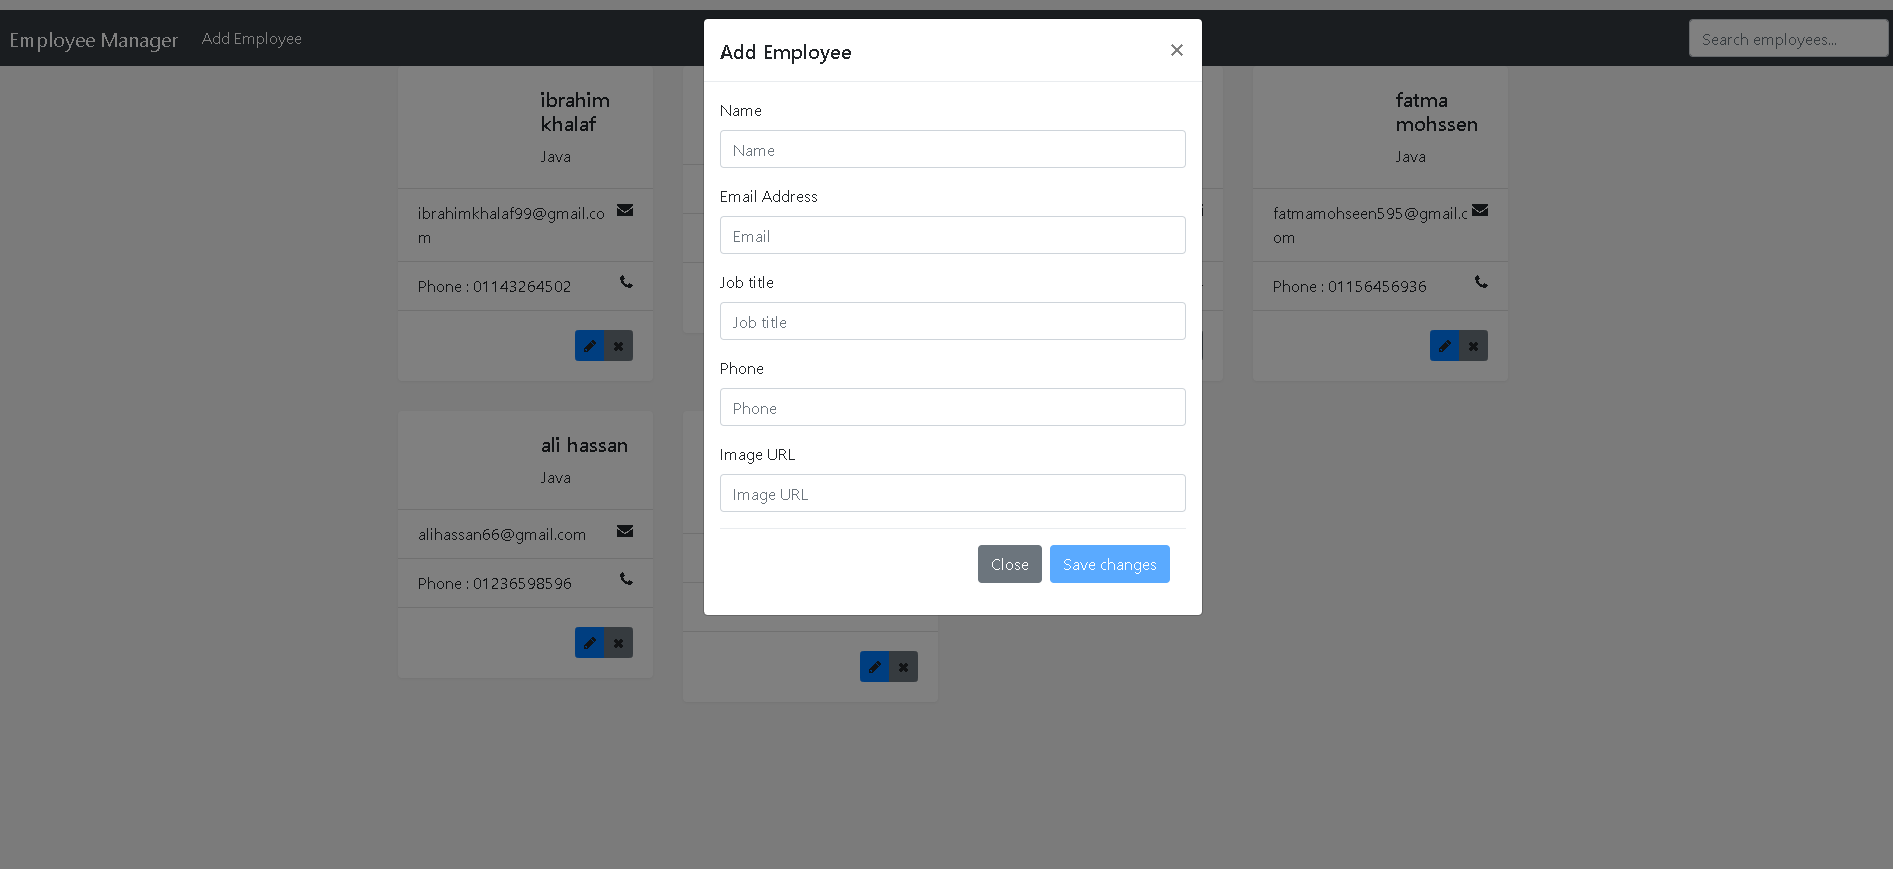 Employee Manager
Add Employee
Search employees...
Add Employee
×
Name
Name
Email Address
Email
Job title
Job title
Phone
Phone
Image URL
Image URL
Close
Save changes
ibrahim
khalaf
Java
ibrahimkhalaf99@gmail.co
m
Phone : 01143264502
fatma
mohssen
Java
fatmamohseen595@gmail.c
om
Phone : 01156456936
ali hassan
Java
alihassan66@gmail.com
Phone : 01236598596